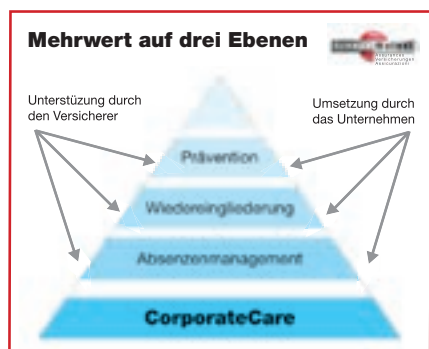 Mehrwert auf drei Ebenen
Unterstüzung durch
den Versicherer
Umsetzung durch
das Unternehmen
Prävention
Wiedereingliederung
Absenzenmanagement
CorporateCare